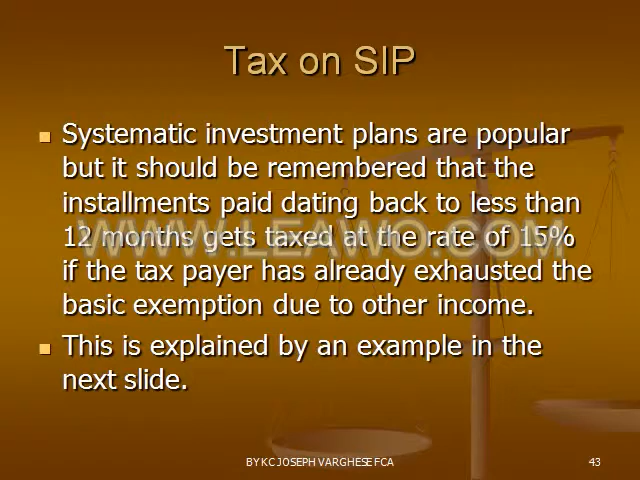 Tax on SIP
Systematic investment plans are popular
but it should be remembered that the
installments paid dating back to less than
12 months gets taxed at the rate of 15%
if the tax payer has already exhausted the
basic exemption due to other income.
This is explained by an example in the
next slide.
WWW.LEAWO.COM
BY KC JOSEPH VARGHESE FCA
43